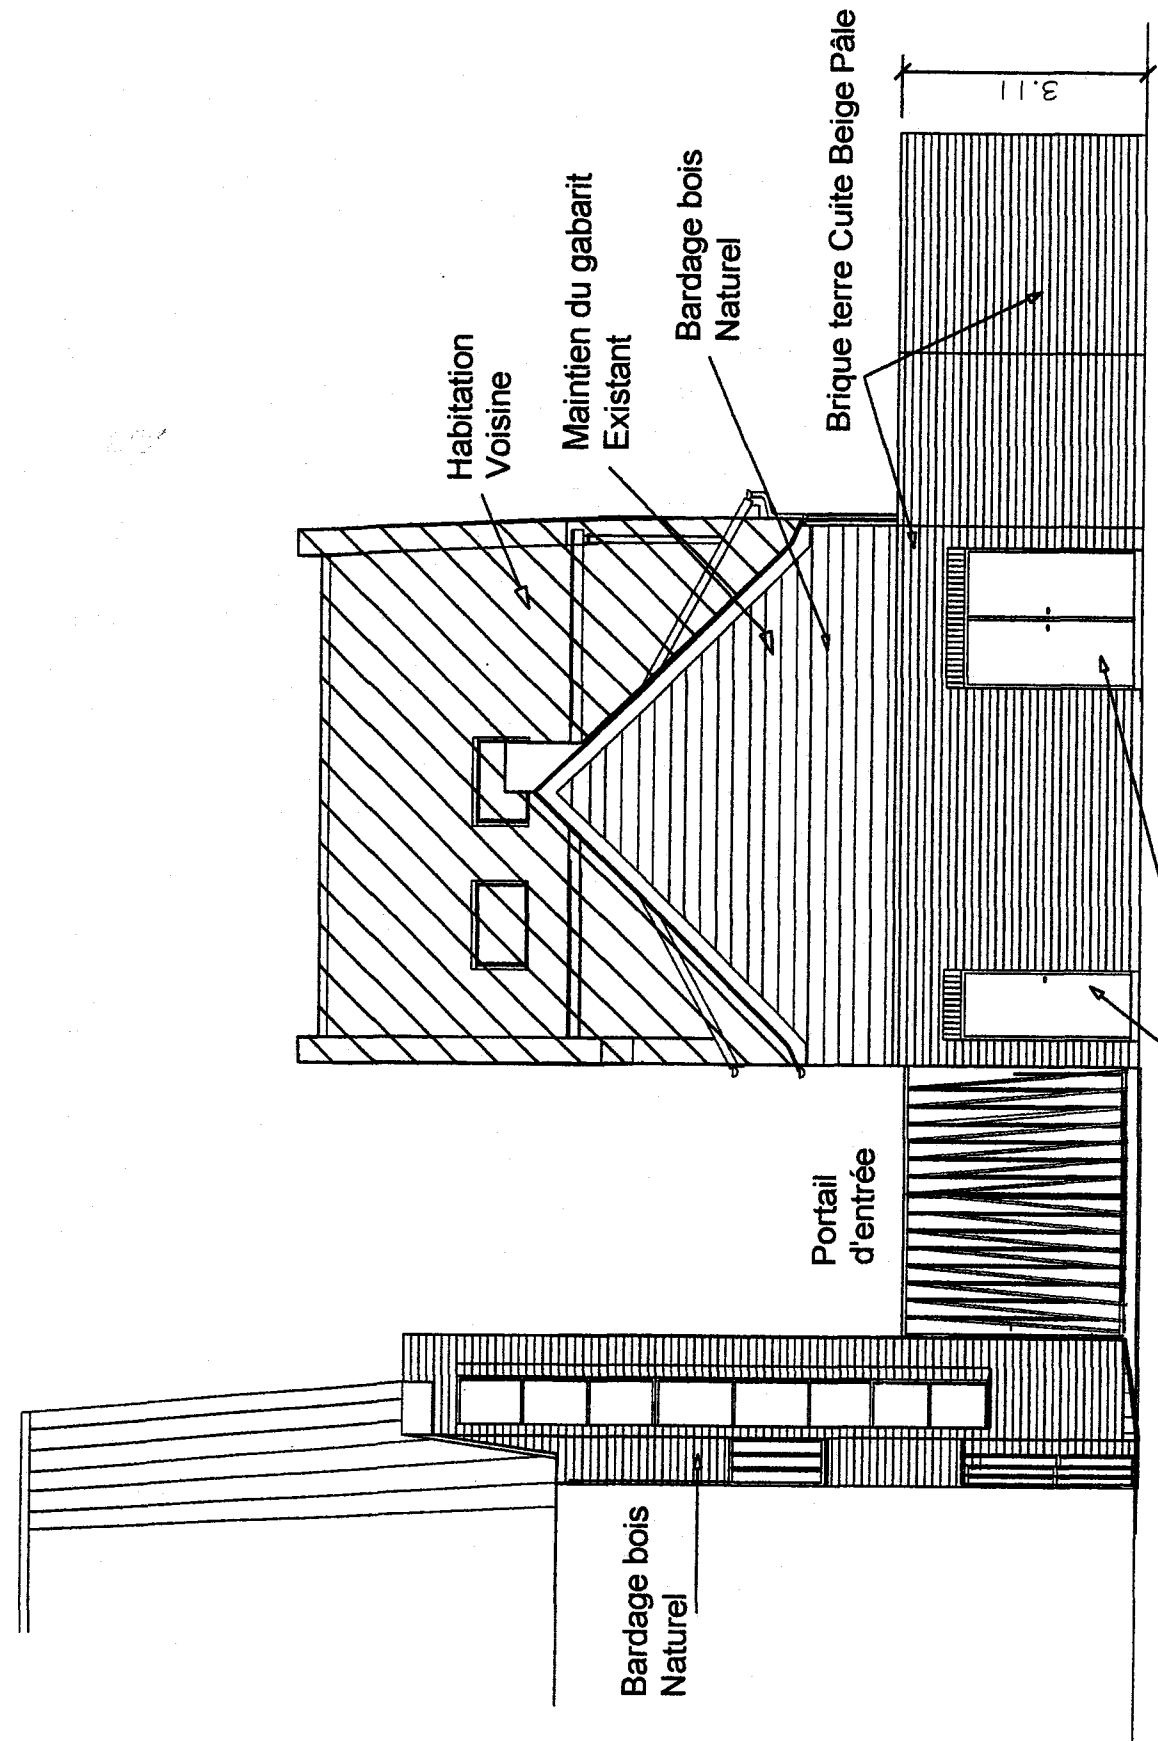 Bardage bois
Naturel
Portail
d'entrée
Habitation
Voisine
Maintien du gabarit
Existant
Bardage bois
Naturel
Brique terre Cuite Beige Pâle
3.11